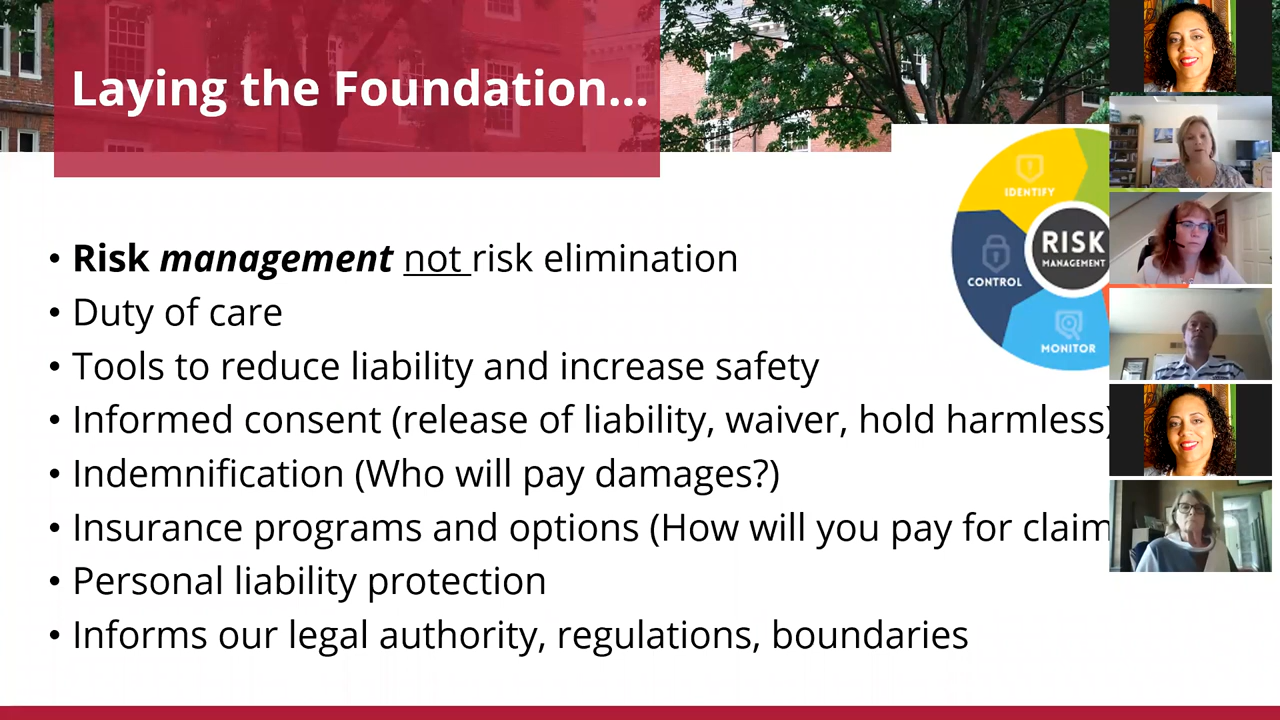 Laying the Foundation...
IDENTIFY
RISK
MANAGEMENT
CONTROL
MONITOR
• Risk management not risk elimination
• Duty of care
• Tools to reduce liability and increase safety
• Informed consent (release of liability, waiver, hold harmless)
• Indemnification (Who will pay damages?)
• Insurance programs and options (How will you pay for claim
• Personal liability protection
• Informs our legal authority, regulations, boundaries